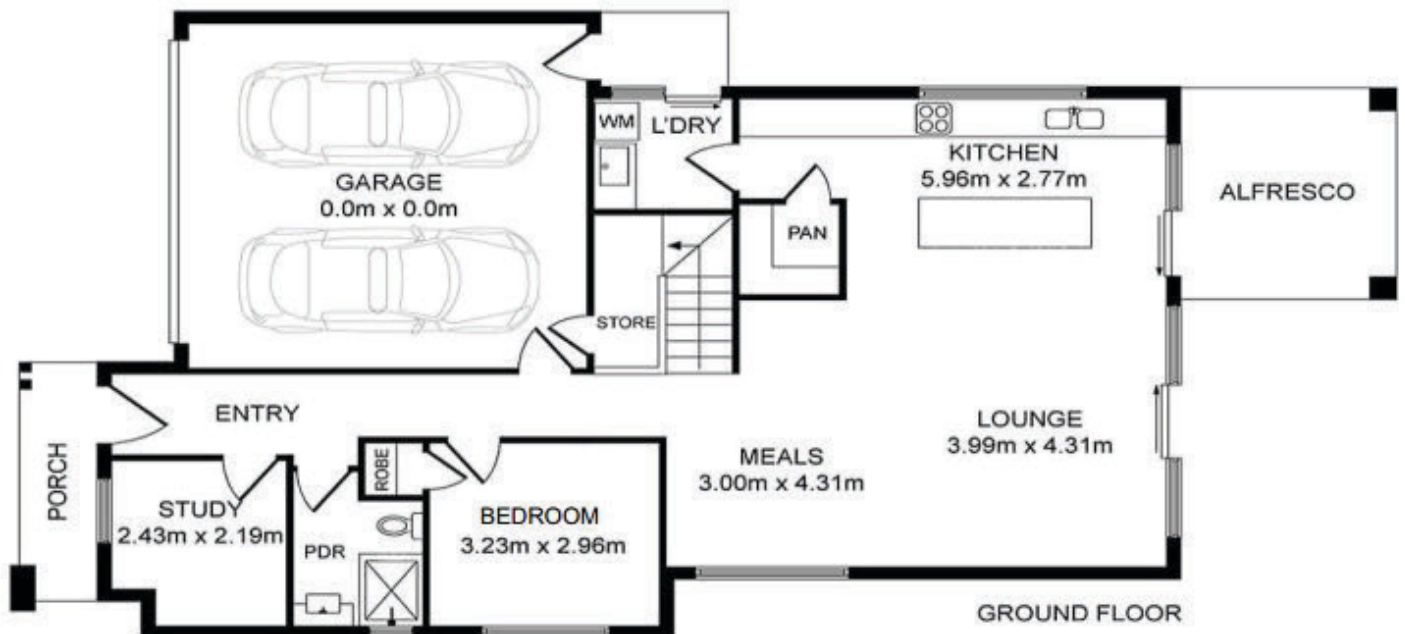 WM
L'DRY
GARAGE
0.0m x 0.0m
KITCHEN
5.96m x 2.77m
ALFRESCO
PAN
STORE
ENTRY
PORCH
ROBE
STUDY
2.43m x 2.19m
PDR
BEDROOM
3.23m x 2.96m
MEALS
3.00m x 4.31m
LOUNGE
3.99m x 4.31m
GROUND FLOOR